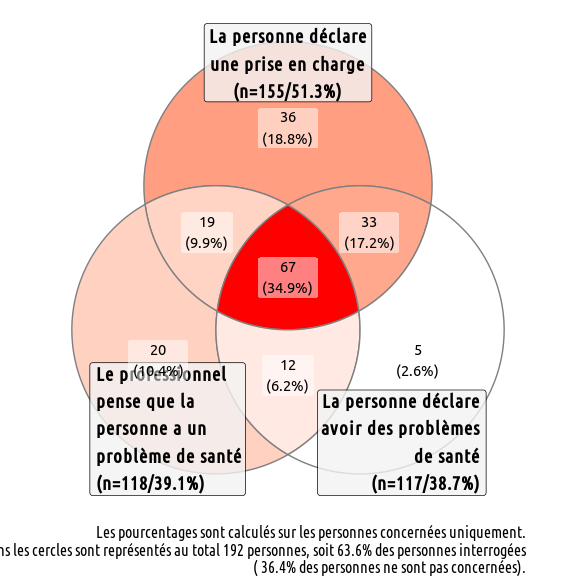 La personne déclare
une prise en charge
(n=155/51.3%)
36
(18.8%)
19
(9.9%)
33
(17.2%)
67
(34.9%)
20
(10.4%)
12
(6.2%)
5
(2.6%)
Le professionnel
pense que la
personne a un
problème de santé
(n=118/39.1%)
La personne déclare
avoir des problèmes
de santé
(n=117/38.7%)
Les pourcentages sont calculés sur les personnes concernées uniquement.
ns les cercles sont représentés au total 192 personnes, soit 63.6% des personnes interrogées
( 36.4% des personnes ne sont pas concernées).